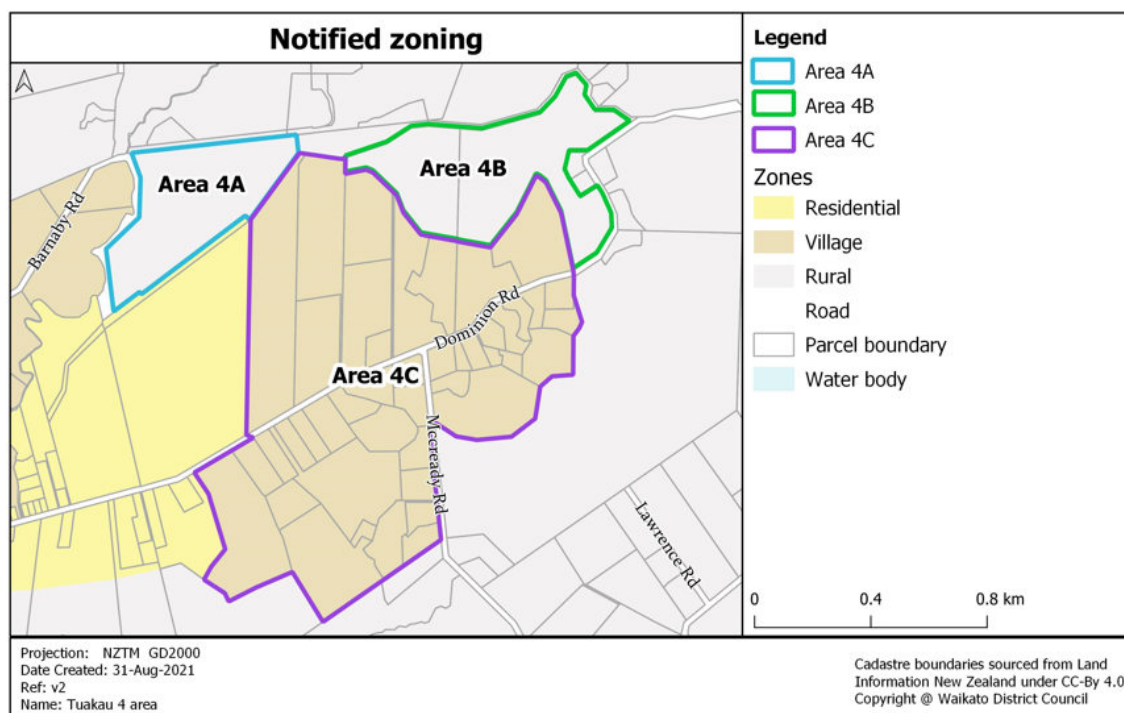 Notified zoning
Area 4A
Area 4B
Area 4C
Barnaby Rd
Dominion Rd
Mccready Rd
Lawrence Rd
Legend
Area 4A
Area 4B
Area 4C
Zones
Residential
Village
Rural
Road
Parcel boundary
Water body
0 0.4 0.8 km
Projection: NZTM GD2000
Date Created: 31-Aug-2021
Ref: v2
Name: Tuakau 4 area
Cadastre boundaries sourced from Land
Information New Zealand under CC-By 4.0
Copyright @ Waikato District Council